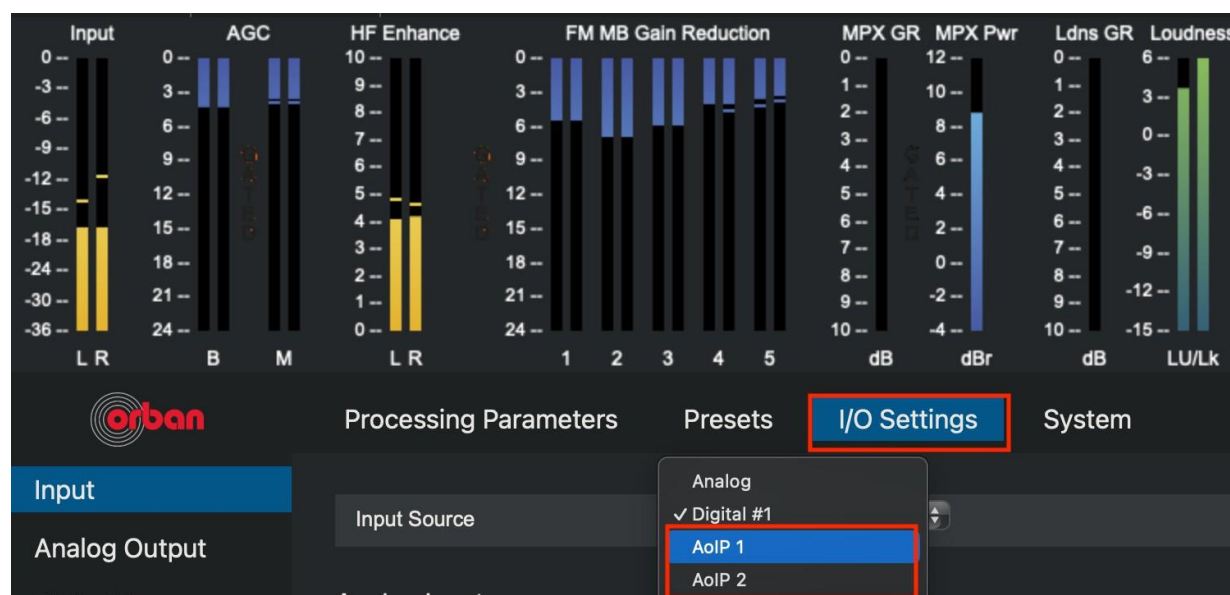 Input AGC HF Enhance FM MB Gain Reduction MPX GR MPX Pwr Ldns GR Loudness
0 0 10 0 0 12 0 6
-3 3 9 3 1 10 1 3
-6 6 8 6 2 8 2 0
-9 9 7 9 3 6 3 -3
-12 12 6 12 4 4 4 -6
-15 15 5 15 5 2 5 -9
-18 18 4 18 6 0 6 -12
-24 21 3 21 7 -2 7 -15
-30 24 2 24 8 -4 8
-36 1 9 9
0 10 10
GATED GATED GATED
L R B M L R 1 2 3 4 5 dB dBr dB LU/Lk
orban
Processing Parameters Presets I/O Settings System
Input
Analog Output
Input Source
Analog
✓ Digital #1
AoIP 1
AoIP 2